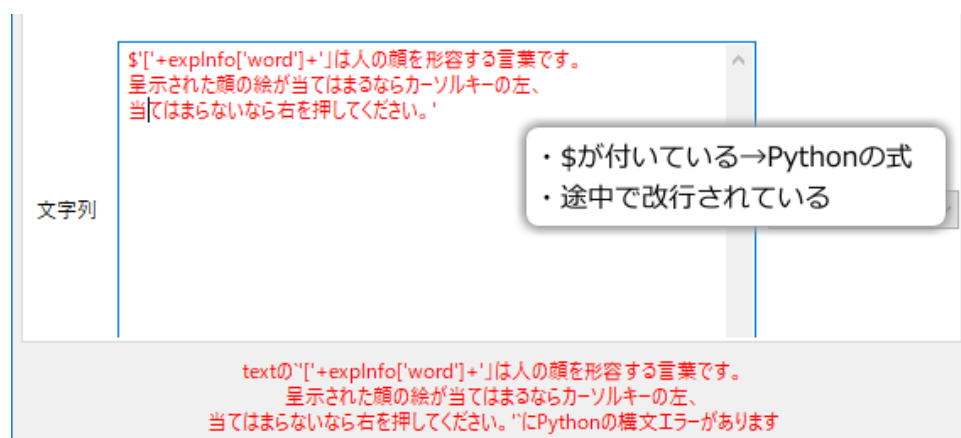 $'「'+expInfo['word']+'」は人の顔を形容する言葉です。
呈示された顔の絵が当てはまるならカーソルキーの左、
当てはまらないなら右を押してください。'
・$が付いている→Pythonの式
・途中で改行されている
文字列
textの`'「'+expInfo['word']+'」は人の顔を形容する言葉です。
呈示された顔の絵が当てはまるならカーソルキーの左、
当てはまらないなら右を押してください。'`にPythonの構文エラーがあります